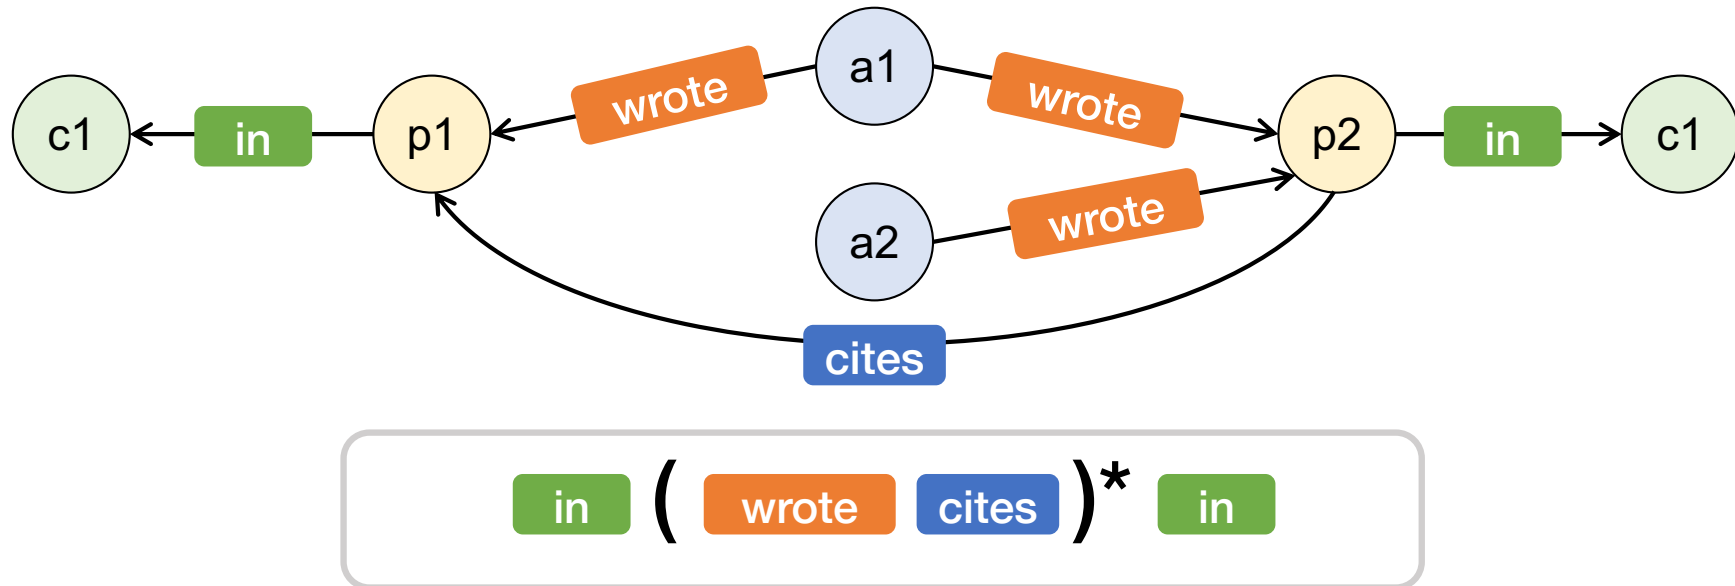 a1
wrote
wrote
c1
in
p1
p2
in
c1
a2
wrote
cites
in ( wrote cites )* in